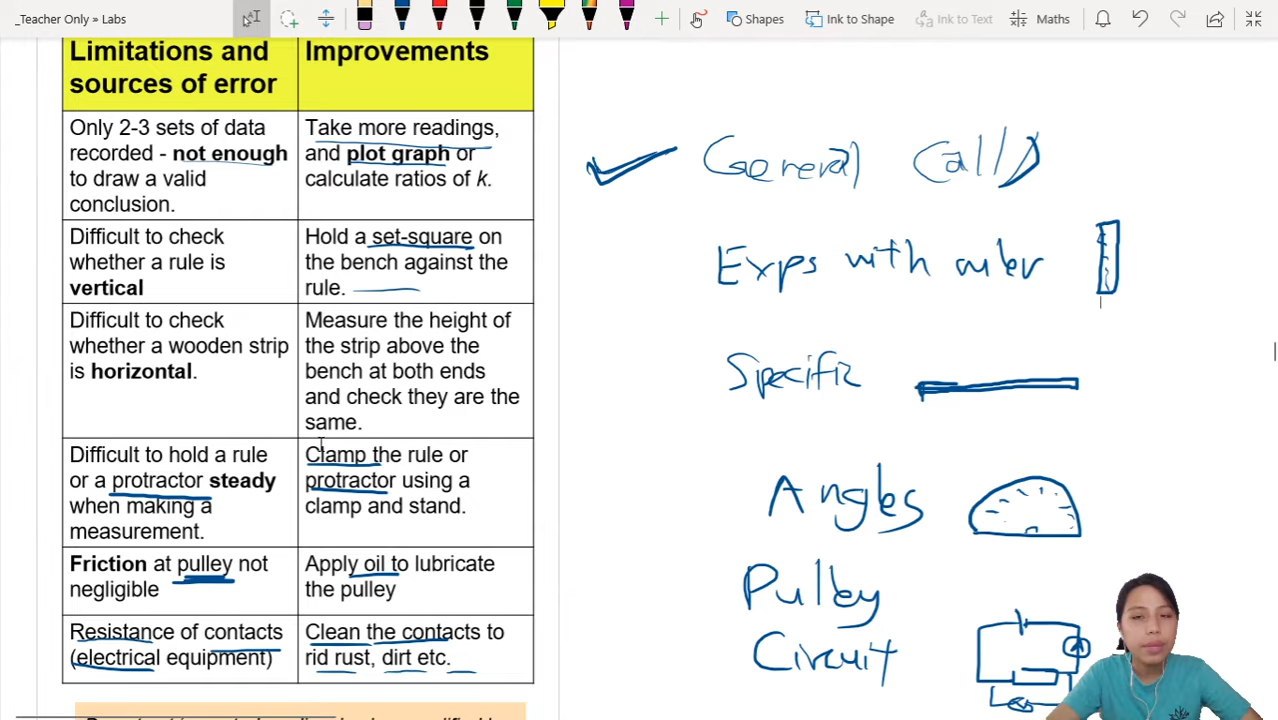 _Teacher Only » Labs
Shapes
Ink to Shape
Ink to Text
Maths
Limitations and
sources of error
Improvements
Only 2-3 sets of data
recorded - not enough
to draw a valid
conclusion.
Take more readings,
and plot graph or
calculate ratios of k.
Difficult to check
whether a rule is
vertical
Hold a set-square on
the bench against the
rule.
Difficult to check
whether a wooden strip
is horizontal.
Measure the height of
the strip above the
bench at both ends
and check they are the
same.
Difficult to hold a rule
or a protractor steady
when making a
measurement.
Clamp the rule or
protractor using a
clamp and stand.
Friction at pulley not
negligible
Apply oil to lubricate
the pulley
Resistance of contacts
(electrical equipment)
Clean the contacts to
rid rust, dirt etc.
General
Exps with ruler
Specific
Angles
Pulley
Circuit
A